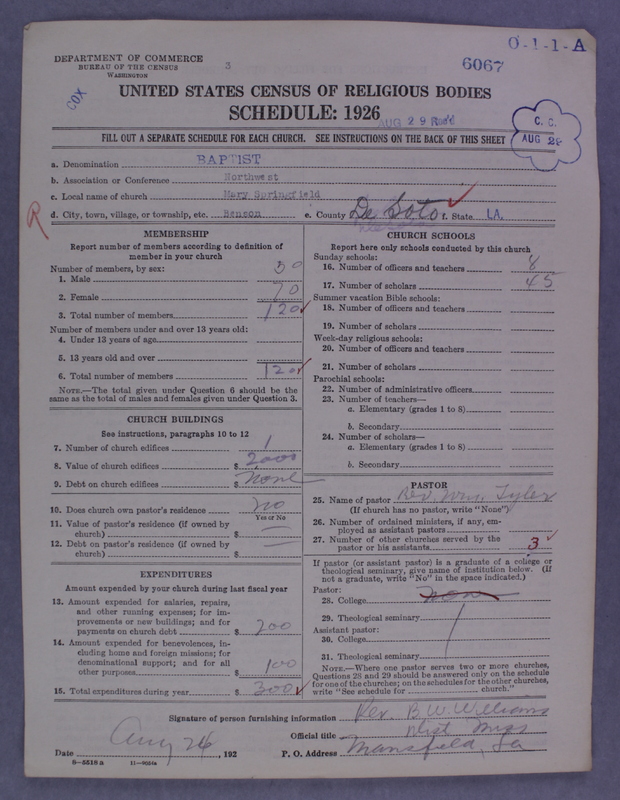 O-1-1-A
DEPARTMENT OF COMMERCE
BUREAU OF THE CENSUS
WASHINGTON
3
6067
COX
UNITED STATES CENSUS OF RELIGIOUS BODIES
SCHEDULE: 1926
AUG 29 Rec'd
C. C.
AUG 29
FILL OUT A SEPARATE SCHEDULE FOR EACH CHURCH. SEE INSTRUCTIONS ON THE BACK OF THIS SHEET
a. Denomination BAPTIST
b. Association or Conference Northwest
c. Local name of church Mary Springfield
d. City, town, village, or township, etc. Benson e. County De Soto f. State LA.
R
MEMBERSHIP
Report number of members according to definition of
member in your church
Number of members, by sex:
1. Male 50
2. Female 70
3. Total number of members 120
Number of members under and over 13 years old:
4. Under 13 years of age
5. 13 years old and over
6. Total number of members 120
NOTE.—The total given under Question 6 should be the
same as the total of males and females given under Question 3.
CHURCH BUILDINGS
See instructions, paragraphs 10 to 12
7. Number of church edifices 1
8. Value of church edifices $ 2000
9. Debt on church edifices $ None
10. Does church own pastor's residence no
Yes or No
11. Value of pastor's residence (if owned by
church) $ —
12. Debt on pastor's residence (if owned by
church) $ —
EXPENDITURES
Amount expended by your church during last fiscal year
13. Amount expended for salaries, repairs,
and other running expenses; for im-
provements or new buildings; and for
payments on church debt $ 200
14. Amount expended for benevolences, in-
cluding home and foreign missions; for
denominational support; and for all
other purposes $ 100
15. Total expenditures during year $ 300
CHURCH SCHOOLS
Report here only schools conducted by this church
Sunday schools:
16. Number of officers and teachers 8
17. Number of scholars 45
Summer vacation Bible schools:
18. Number of officers and teachers
19. Number of scholars
Week-day religious schools:
20. Number of officers and teachers
21. Number of scholars
Parochial schools:
22. Number of administrative officers
23. Number of teachers—
a. Elementary (grades 1 to 8)
b. Secondary
24. Number of scholars—
a. Elementary (grades 1 to 8)
b. Secondary
PASTOR
25. Name of pastor Rev. Wm. Tyler
(If church has no pastor, write "None")
26. Number of ordained ministers, if any, em-
ployed as assistant pastors
27. Number of other churches served by the
pastor or his assistants 3
If pastor (or assistant pastor) is a graduate of a college or
theological seminary, give name of institution below. (If
not a graduate, write "No" in the space indicated.)
Pastor:
28. College non
29. Theological seminary
Assistant pastor:
30. College
31. Theological seminary
NOTE.—Where one pastor serves two or more churches,
Questions 28 and 29 should be answered only on the schedule
for one of the churches; on the schedules for the other churches,
write "See schedule for church."
Signature of person furnishing information Rev. B. W. Williams
Official title Dist Miss
Date Aug 26, 192 P. O. Address Mansfield, La
8—5518 a 11—9024a